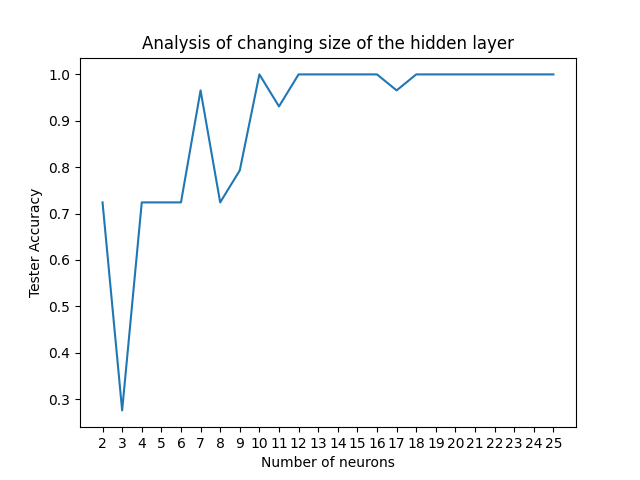 Analysis of changing size of the hidden layer
Tester Accuracy
1.0
0.9
0.8
0.7
0.6
0.5
0.4
0.3
2 3 4 5 6 7 8 9 10 11 12 13 14 15 16 17 18 19 20 21 22 23 24 25
Number of neurons